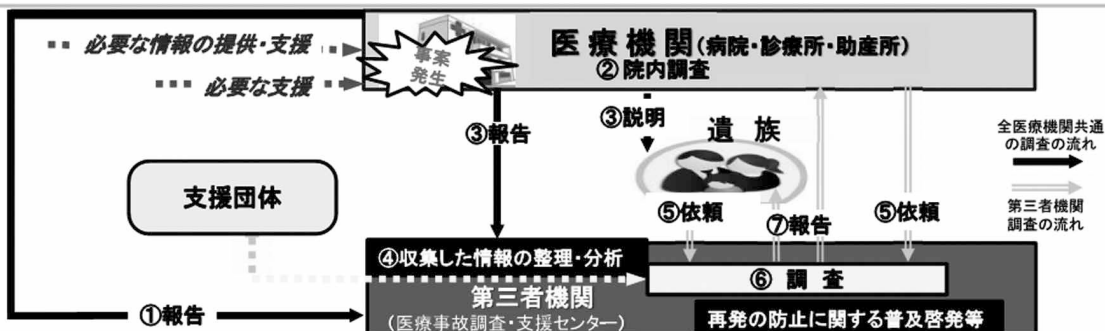 必要な情報の提供・支援
必要な支援
事案
発生
医療機関(病院・診療所・助産所)
②院内調査
③報告
③説明
遺族
全医療機関共通
の調査の流れ
第三者機関
調査の流れ
支援団体
⑤依頼
⑦報告
⑤依頼
④収集した情報の整理・分析
⑥調査
第三者機関
(医療事故調査・支援センター)
①報告
再発の防止に関する普及啓発等